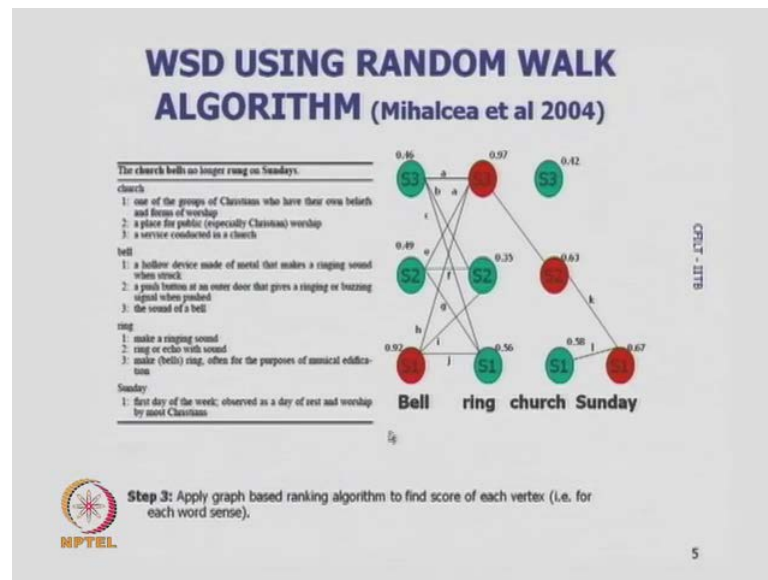 WSD USING RANDOM WALK
ALGORITHM (Mihalcea et al 2004)
The church bells no longer rung on Sundays.
church
1: one of the groups of Christians who have their own beliefs
and forms of worship
2: a place for public (especially Christian) worship
3: a service conducted in a church
bell
1: a hollow device made of metal that makes a ringing sound
when struck
2: a push button at an outer door that gives a ringing or buzzing
signal when pushed
3: the sound of a bell
ring
1: make a ringing sound
2: ring or echo with sound
3: make (bells) ring, often for the purposes of musical edifica-
tion
Sunday
1: first day of the week; observed as a day of rest and worship
by most Christians
0.46 0.97 0.42
S3 a S3 S3
b a
c
e
0.49 0.35 0.63
S2 f S2 S2
g k
h
0.92 i 0.56 0.58 l 0.67
S1 j S1 S1 S1
Bell ring church Sunday
CFILT - IITB
Step 3: Apply graph based ranking algorithm to find score of each vertex (i.e. for
each word sense).
NPTEL
5